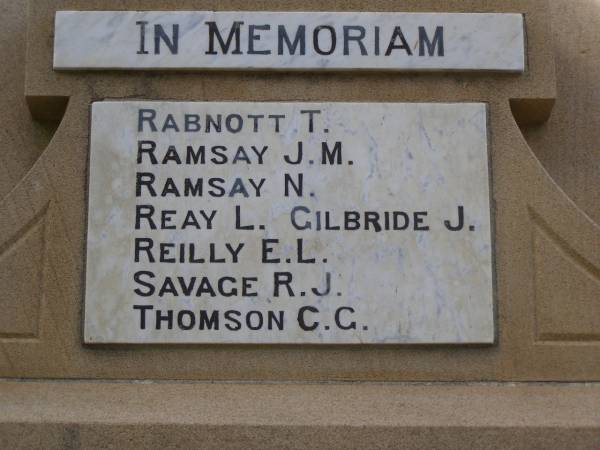 IN MEMORIAM
RABNOTT T.
RAMSAY J.M.
RAMSAY N.
REAY L. GILBRIDE J.
REILLY E.L.
SAVAGE R.J.
THOMSON C.G.